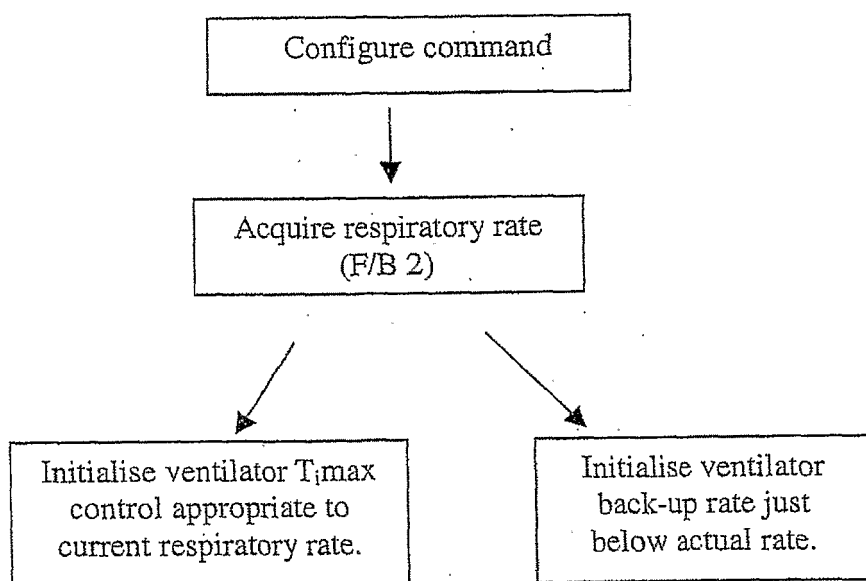 Configure command
Acquire respiratory rate
(F/B 2)
Initialise ventilator Tᵢmax
control appropriate to
current respiratory rate.
Initialise ventilator
back-up rate just
below actual rate.